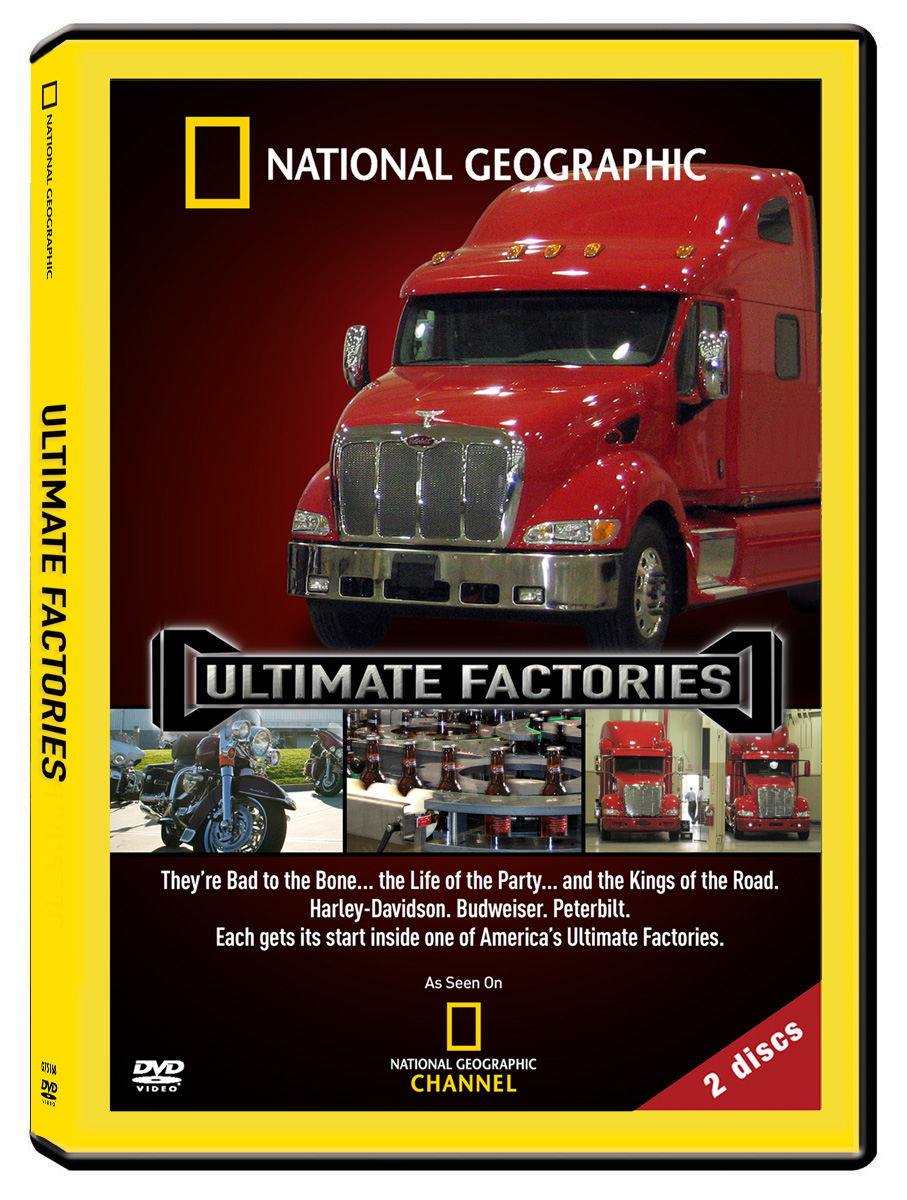 NATIONAL GEOGRAPHIC
ULTIMATE FACTORIES
DVD
VIDEO
NATIONAL GEOGRAPHIC
ULTIMATE FACTORIES
They're Bad to the Bone... the Life of the Party... and the Kings of the Road.
Harley-Davidson. Budweiser. Peterbilt.
Each gets its start inside one of America's Ultimate Factories.
As Seen On
NATIONAL GEOGRAPHIC
CHANNEL
DVD
VIDEO
2 discs